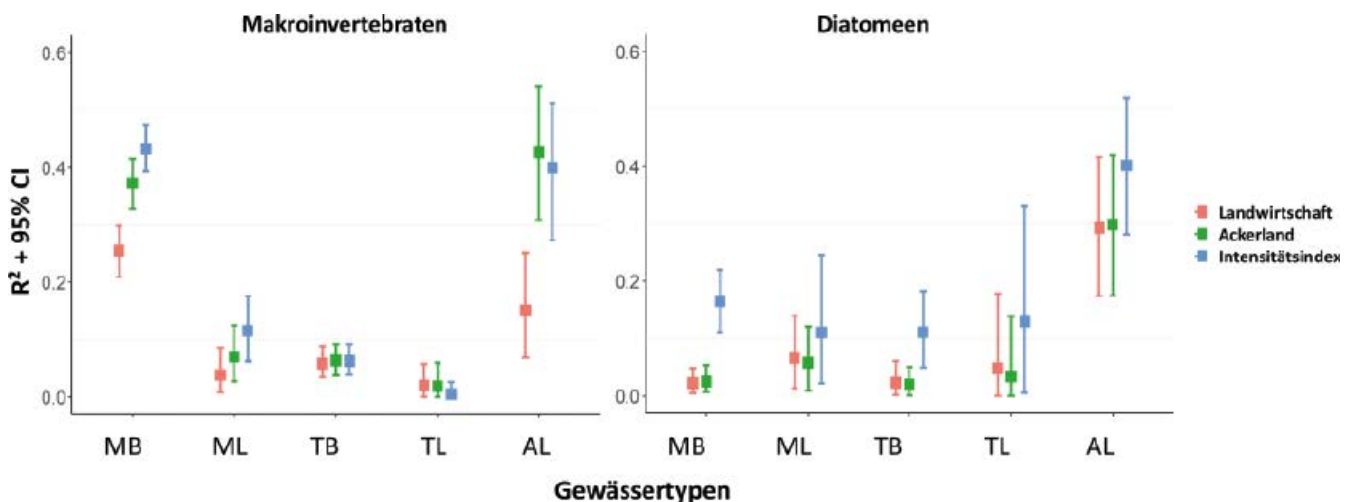 Makroinvertebraten
Diatomeen
R² + 95% CI
0.6
0.4
0.2
0.0
MB ML TB TL AL
0.6
0.4
0.2
0.0
MB ML TB TL AL
Landwirtschaft
Ackerland
Intensitätsindex
Gewässertypen